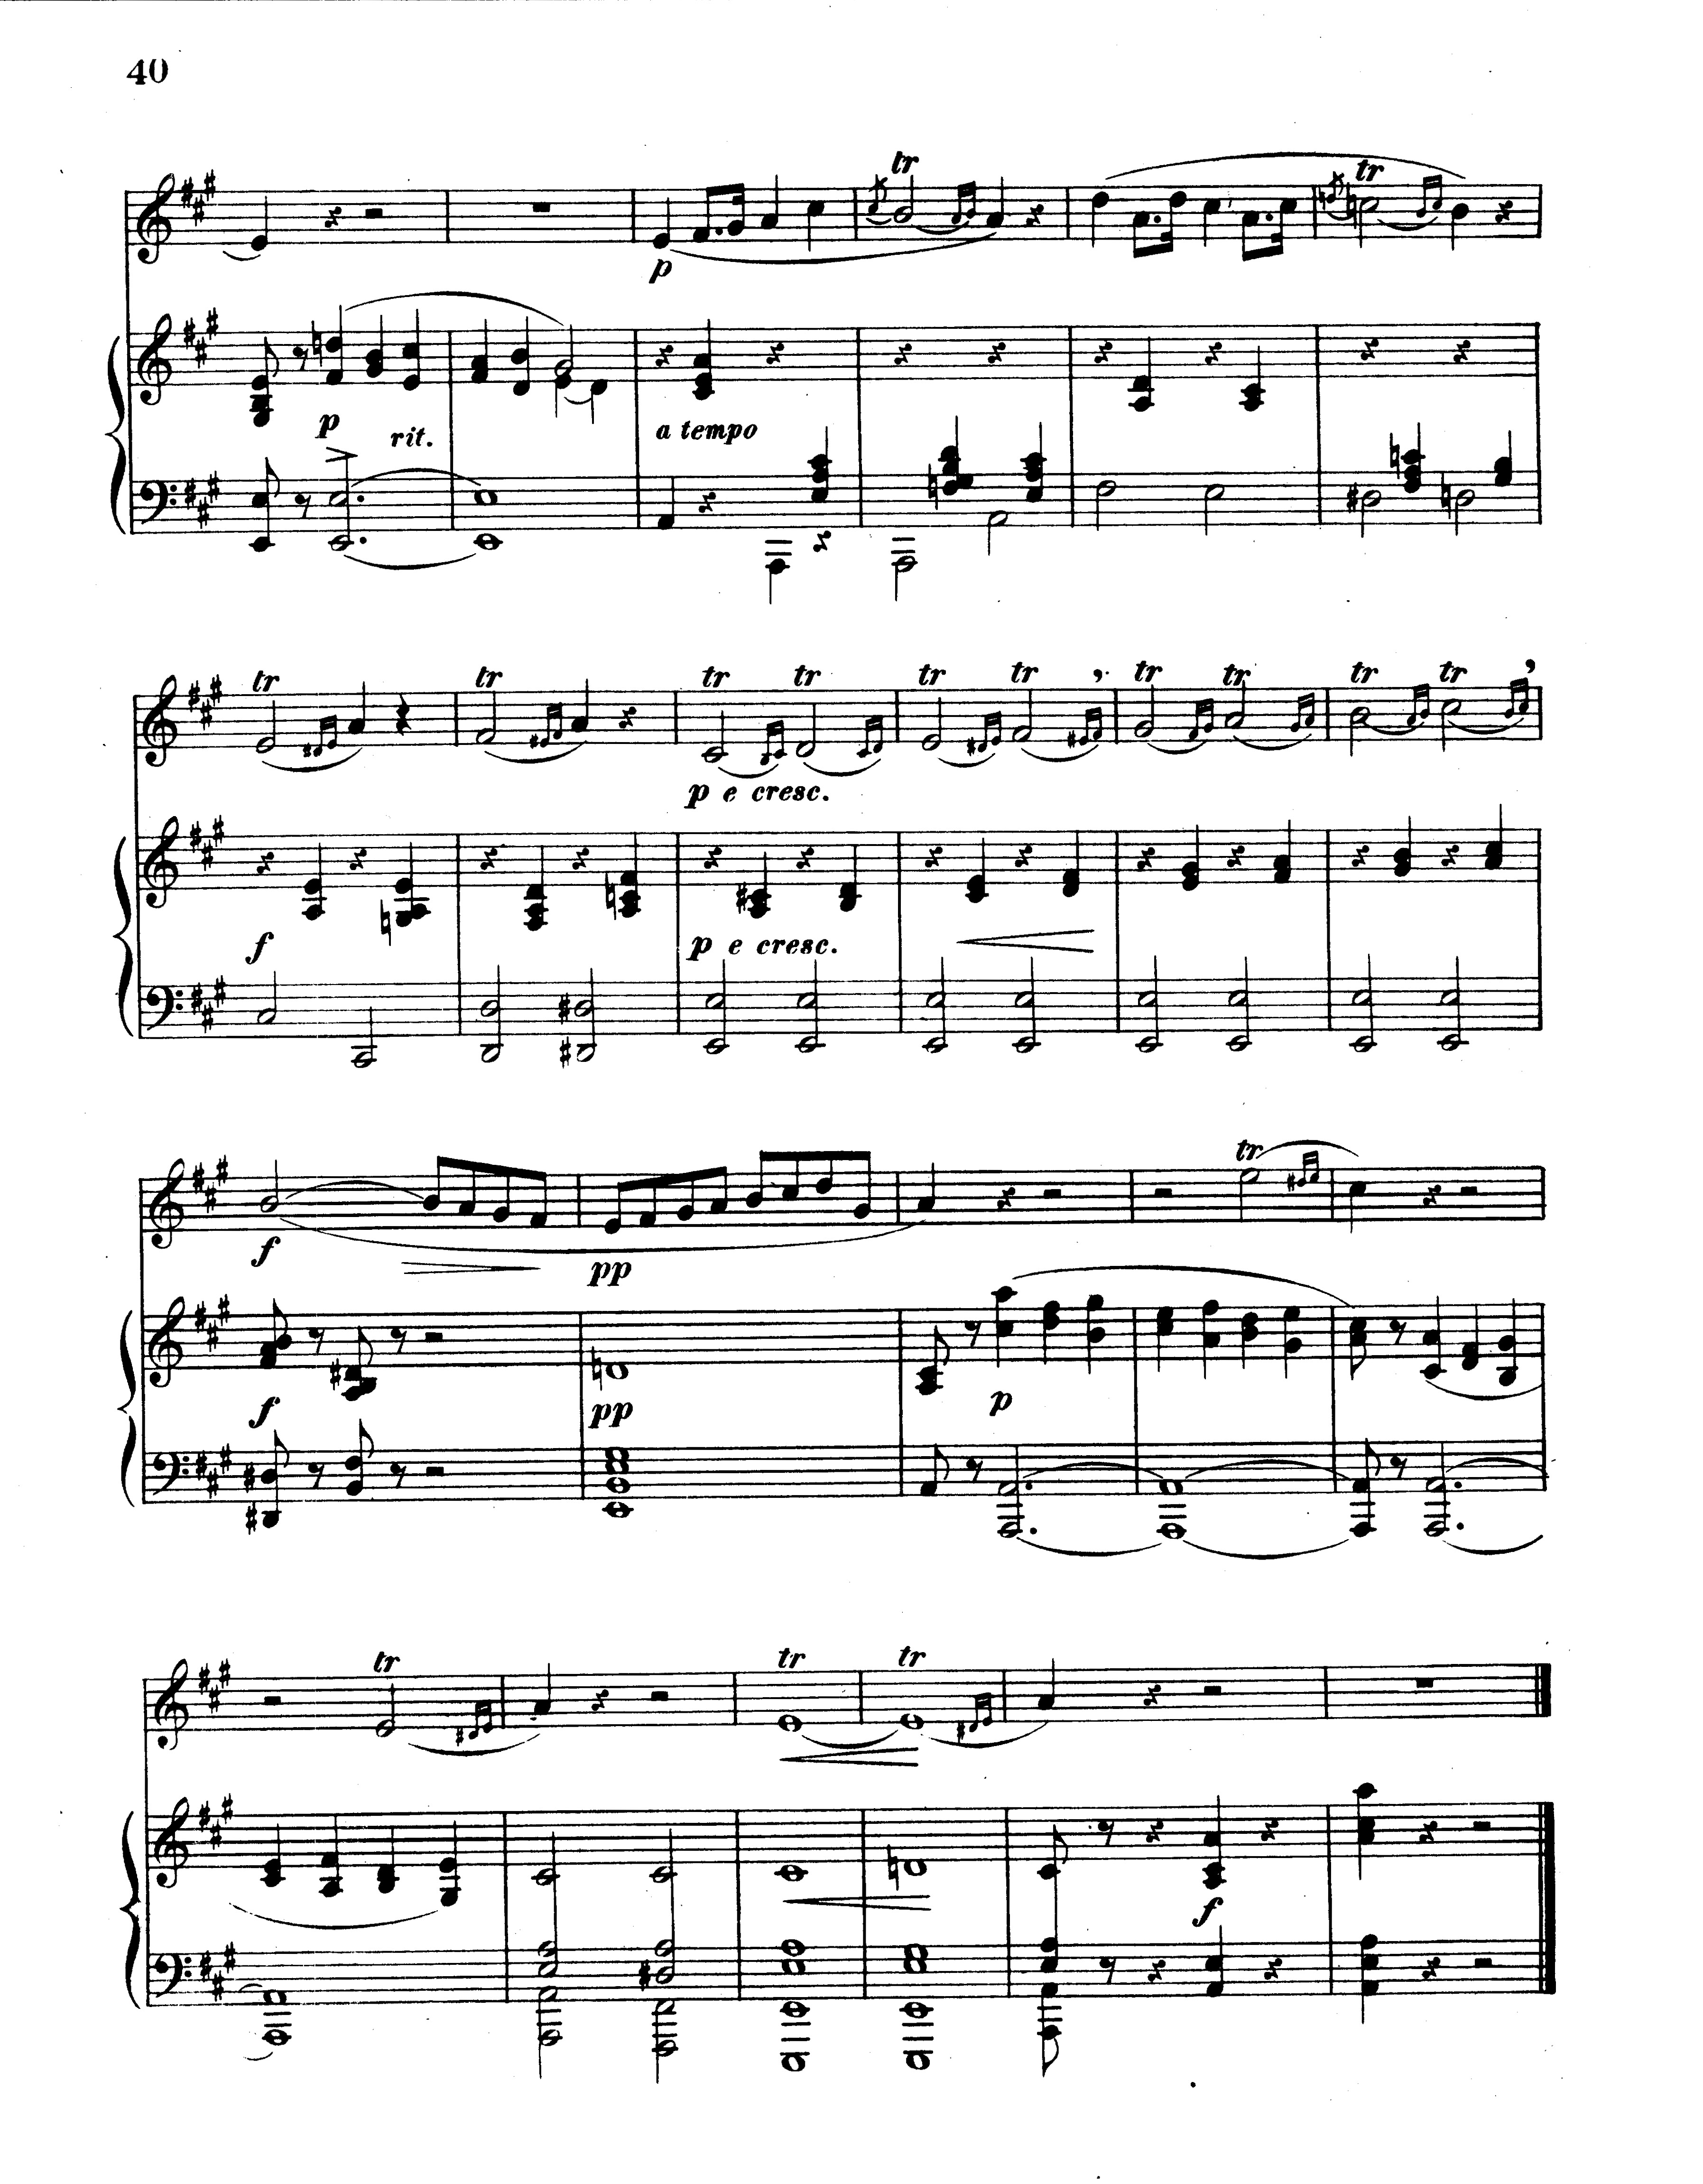 40
tr tr
p
p rit. a tempo
tr tr tr tr tr tr tr tr tr tr
p e cresc.
f p e cresc.
tr
f pp
f pp p
tr tr tr
f